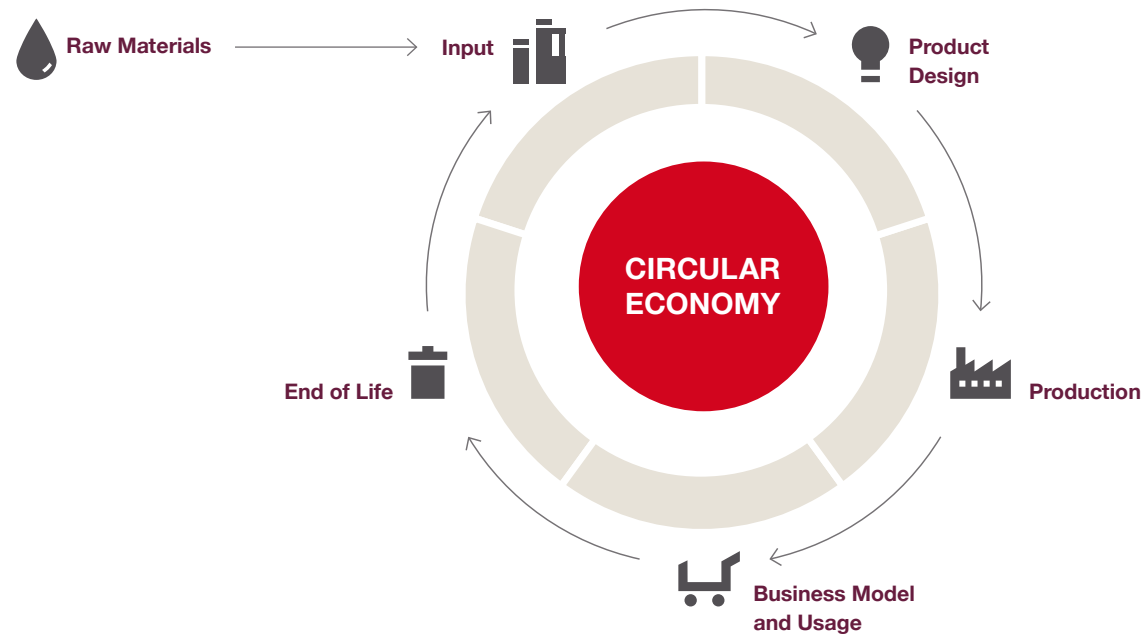 Raw Materials
Input
Product
Design
CIRCULAR
ECONOMY
End of Life
Production
Business Model
and Usage